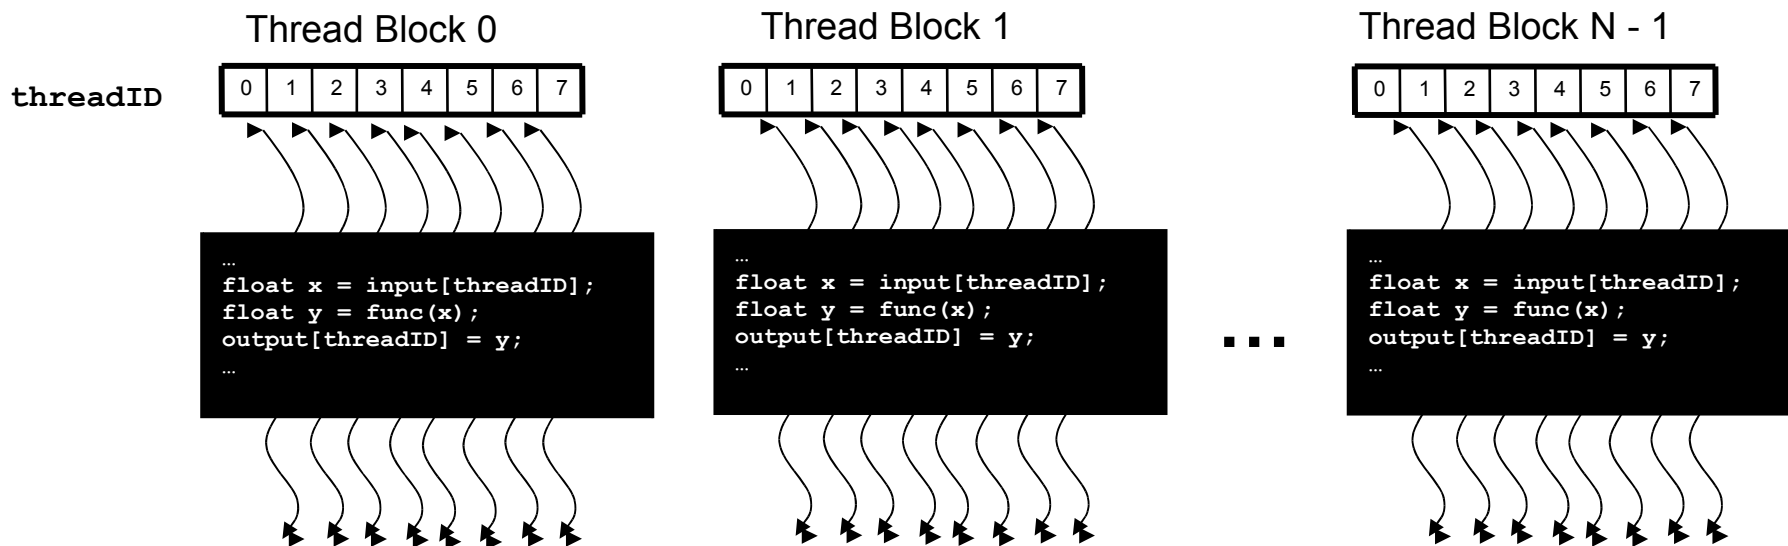 Thread Block 0
Thread Block 1
Thread Block N - 1
threadID
0 1 2 3 4 5 6 7
0 1 2 3 4 5 6 7
0 1 2 3 4 5 6 7
…
float x = input[threadID];
float y = func(x);
output[threadID] = y;
…
…
float x = input[threadID];
float y = func(x);
output[threadID] = y;
…
…
…
float x = input[threadID];
float y = func(x);
output[threadID] = y;
…